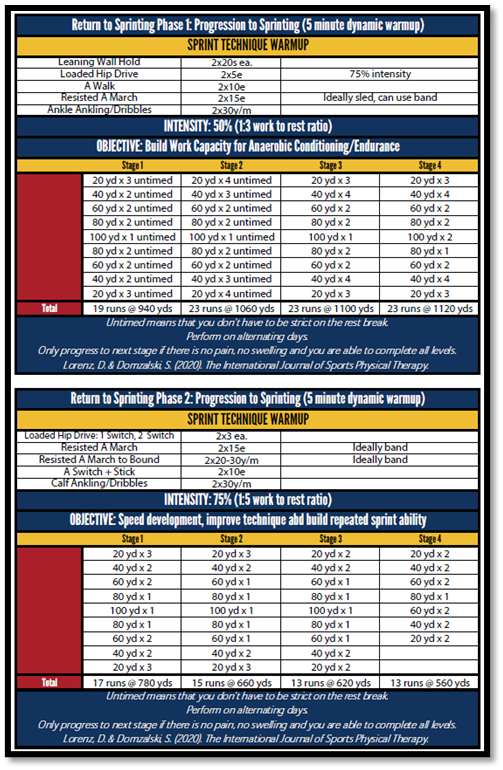 Return to Sprinting Phase 1: Progression to Sprinting (5 minute dynamic warmup)
SPRINT TECHNIQUE WARMUP
Leaning Wall Hold 2x20s ea.
Loaded Hip Drive 2x5e 75% intensity
A Walk 2x10e
Resisted A March 2x15e Ideally sled, can use band
Ankle Ankling/Dribbles 2x30y/m
INTENSITY: 50% (1:3 work to rest ratio)
OBJECTIVE: Build Work Capacity for Anaerobic Conditioning/Endurance
Stage 1 Stage 2 Stage 3 Stage 4
20 yd x 3 untimed 20 yd x 4 untimed 20 yd x 3 20 yd x 3
40 yd x 2 untimed 40 yd x 2 untimed 40 yd x 4 40 yd x 4
60 yd x 2 untimed 60 yd x 2 untimed 60 yd x 2 60 yd x 2
80 yd x 2 untimed 80 yd x 2 untimed 80 yd x 2 80 yd x 2
100 yd x 1 untimed 100 yd x 1 untimed 100 yd x 1 100 yd x 2
80 yd x 2 untimed 80 yd x 2 untimed 80 yd x 2 80 yd x 1
60 yd x 2 untimed 60 yd x 2 untimed 60 yd x 2 60 yd x 2
40 yd x 2 untimed 40 yd x 2 untimed 40 yd x 4 40 yd x 4
20 yd x 3 untimed 20 yd x 4 untimed 20 yd x 3 20 yd x 3
Total 19 runs @ 940 yds 23 runs @ 1060 yds 23 runs @ 1100 yds 23 runs @ 1120 yds
Untimed means that you don't have to be strict on the rest break.
Perform on alternating days.
Only progress to next stage if there is no pain, no swelling and you are able to complete all levels.
Lorenz, D. & Domzalski, S. (2020). The International Journal of Sports Physical Therapy.
Return to Sprinting Phase 2: Progression to Sprinting (5 minute dynamic warmup)
SPRINT TECHNIQUE WARMUP
Loaded Hip Drive: 1 Switch, 2 Switch 2x3 ea.
Resisted A March 2x15e Ideally band
Resisted A March to Bound 2x20-30y/m Ideally band
A Switch + Stick 2x10e
Calf Ankling/Dribbles 2x30y/m
INTENSITY: 75% (1:5 work to rest ratio)
OBJECTIVE: Speed development, improve technique abd build repeated sprint ability
Stage 1 Stage 2 Stage 3 Stage 4
20 yd x 3 20 yd x 3 20 yd x 2 20 yd x 2
40 yd x 2 40 yd x 2 40 yd x 2 40 yd x 2
60 yd x 2 60 yd x 1 60 yd x 1 60 yd x 2
80 yd x 1 80 yd x 1 80 yd x 1 80 yd x 1
100 yd x 1 100 yd x 1 100 yd x 1 60 yd x 2
80 yd x 1 80 yd x 1 80 yd x 1 40 yd x 2
60 yd x 2 60 yd x 1 60 yd x 1 20 yd x 2
40 yd x 2 40 yd x 2 40 yd x 2
20 yd x 3 20 yd x 3 20 yd x 2
Total 17 runs @ 780 yds 15 runs @ 660 yds 13 runs @ 620 yds 13 runs @ 560 yds
Untimed means that you don't have to be strict on the rest break.
Perform on alternating days.
Only progress to next stage if there is no pain, no swelling and you are able to complete all levels.
Lorenz, D. & Domzalski, S. (2020). The International Journal of Sports Physical Therapy.